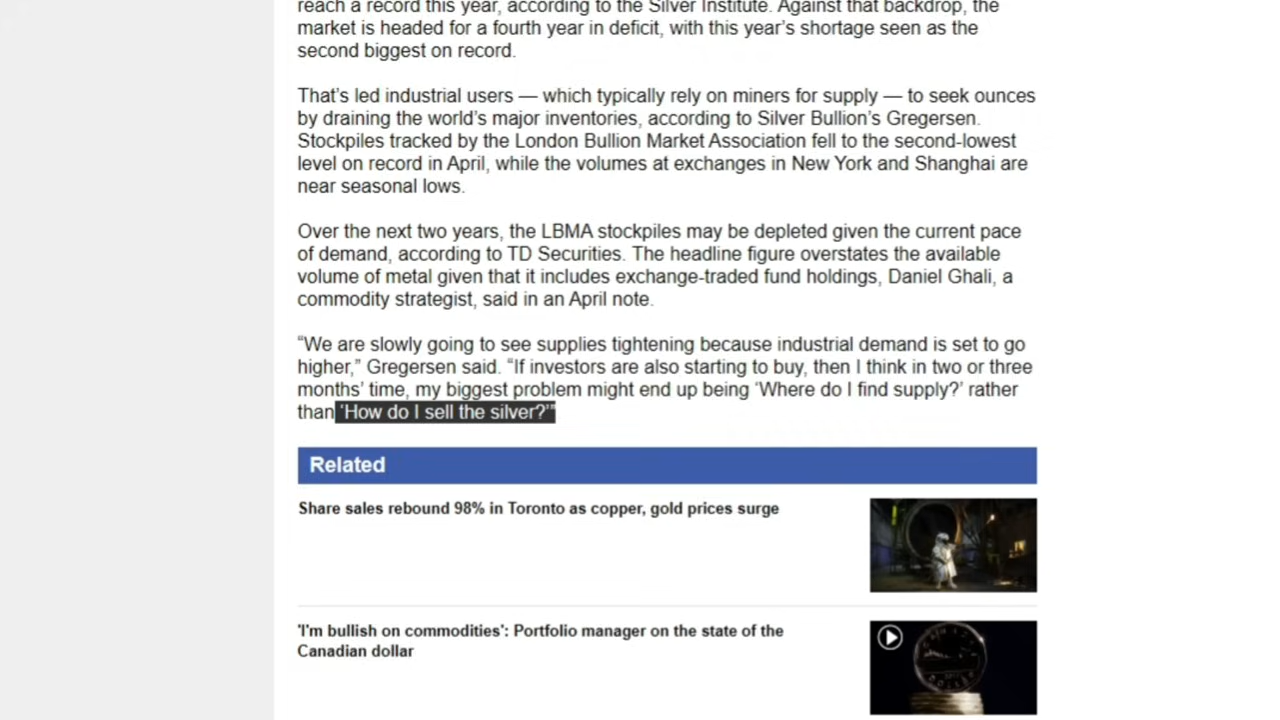 reach a record this year, according to the Silver Institute. Against that backdrop, the
market is headed for a fourth year in deficit, with this year’s shortage seen as the
second biggest on record.
That’s led industrial users — which typically rely on miners for supply — to seek ounces
by draining the world’s major inventories, according to Silver Bullion’s Gregersen.
Stockpiles tracked by the London Bullion Market Association fell to the second-lowest
level on record in April, while the volumes at exchanges in New York and Shanghai are
near seasonal lows.
Over the next two years, the LBMA stockpiles may be depleted given the current pace
of demand, according to TD Securities. The headline figure overstates the available
volume of metal given that it includes exchange-traded fund holdings, Daniel Ghali, a
commodity strategist, said in an April note.
“We are slowly going to see supplies tightening because industrial demand is set to go
higher,” Gregersen said. “If investors are also starting to buy, then I think in two or three
months’ time, my biggest problem might end up being ‘Where do I find supply?’ rather
than ‘How do I sell the silver?’”
Related
Share sales rebound 98% in Toronto as copper, gold prices surge
'I'm bullish on commodities': Portfolio manager on the state of the
Canadian dollar